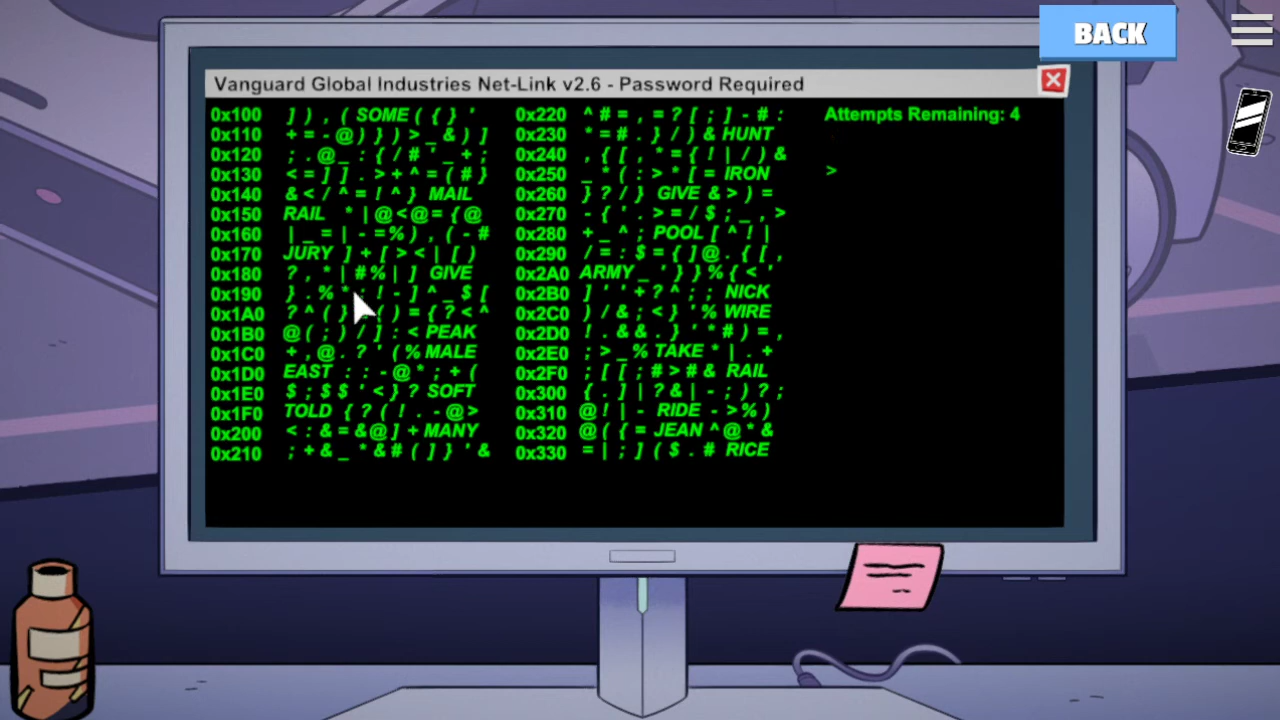 BACK
Vanguard Global Industries Net-Link v2.6 - Password Required
0x100 ] ) , ( SOME ( { } '
0x110 + = - @ ) } ) > _ & ) ]
0x120 ; . @ _ : { / # ' _ + ;
0x130 < = ] ] . > + ^ = ( # }
0x140 & < / ^ = ! ^ } MAIL
0x150 RAIL * | @ < @ = { @
0x160 | _ = | - = % ) , ( - #
0x170 JURY ] + [ > < | [ )
0x180 ? , * | # % | ] GIVE
0x190 } . % * ; ! - ] ^ _ $ [
0x1A0 ? ^ ( } ( ) = { ? < ^
0x1B0 @ ( ; ) / ] : < PEAK
0x1C0 + , @ . ? ' ( % MALE
0x1D0 EAST : : - @ * ; + (
0x1E0 $ ; $ $ ' < } ? SOFT
0x1F0 TOLD { ? ( ! . - @ >
0x200 < : & = & @ ] + MANY
0x210 ; + & _ * & # ( ] } ' &
0x220 ^ # = , = ? [ ; ] - # :
0x230 * = # . } / ) & HUNT
0x240 , { [ , * = { ! | / ) &
0x250 _ * ( : > * [ = IRON
0x260 } ? / } GIVE & > ) =
0x270 - { ' . > = / $ ; _ , >
0x280 + _ ^ ; POOL [ ^ ! |
0x290 / = : $ = { ] @ . { [ ,
0x2A0 ARMY _ ' } } % { < '
0x2B0 ] ' ' + ? ^ ; ; NICK
0x2C0 ) / & ; < } ' % WIRE
0x2D0 ! . & & . } ' * # ) = ,
0x2E0 ; > _ % TAKE * | . +
0x2F0 ; [ [ ; # > # & RAIL
0x300 { . ] | ? & | - ; ) ? ;
0x310 @ ! | - RIDE - > % )
0x320 @ ( { = JEAN ^ @ * &
0x330 = | ; ] ( $ . # RICE
Attempts Remaining: 4
>